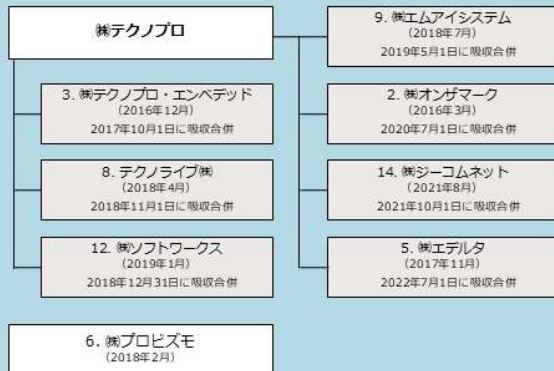 ㈱テクノプロ
3. ㈱テクノプロ・エンベデッド
(2016年12月)
2017年10月1日に吸収合併
8. テクノライブ㈱
(2018年4月)
2018年11月1日に吸収合併
12. ㈱ソフトワークス
(2019年1月)
2018年12月31日に吸収合併
9. ㈱エムアイシステム
(2018年7月)
2019年5月1日に吸収合併
2. ㈱オンザマーク
(2016年3月)
2020年7月1日に吸収合併
14. ㈱ジーコムネット
(2021年8月)
2021年10月1日に吸収合併
5. ㈱エデルタ
(2017年11月)
2022年7月1日に吸収合併
6. ㈱プロビズモ
(2018年2月)